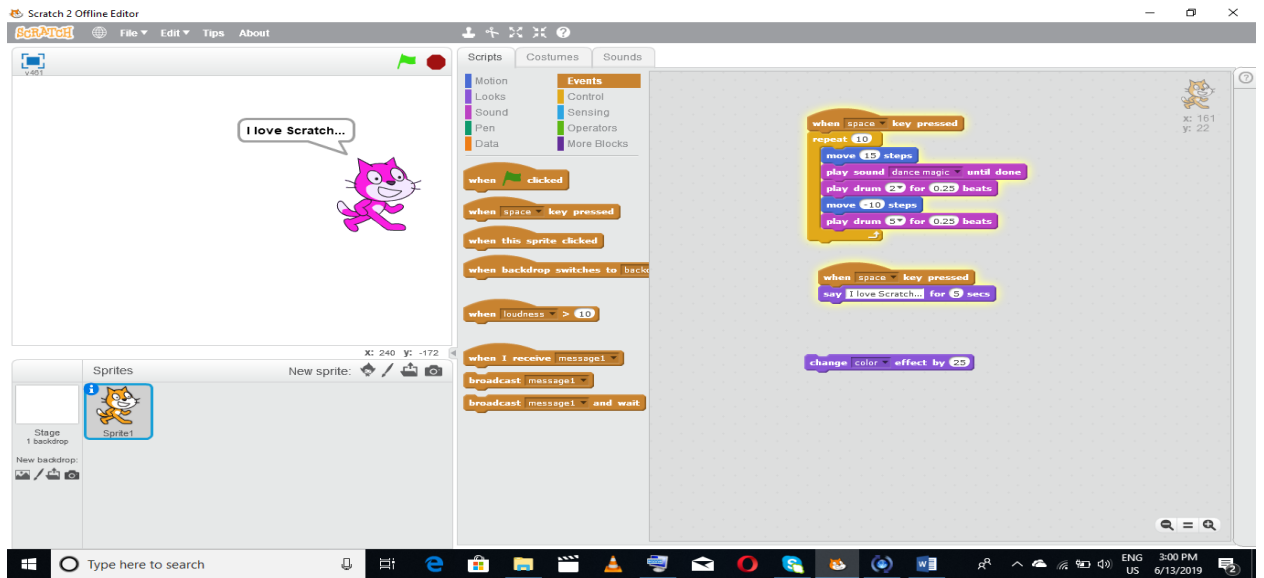 Scratch 2 Offline Editor
SCRATCH File Edit Tips About
v461
I love Scratch...
X: 240 y: -172
Sprites
New sprite:
Stage
1 backdrop
Sprite1
New backdrop:
Scripts Costumes Sounds
Motion Events
Looks Control
Sound Sensing
Pen Operators
Data More Blocks
when clicked
when space key pressed
when this sprite clicked
when backdrop switches to
when loudness > 10
when I receive message1
broadcast message1
broadcast message1 and wait
when space key pressed
repeat 10
move 15 steps
play sound dance magic until done
play drum 2 for 0.25 beats
move -10 steps
play drum 5 for 0.25 beats
when space key pressed
say I love Scratch... for 5 secs
change color effect by 25
x: 161
y: 22
Type here to search
ENG
US
3:00 PM
6/13/2019
2